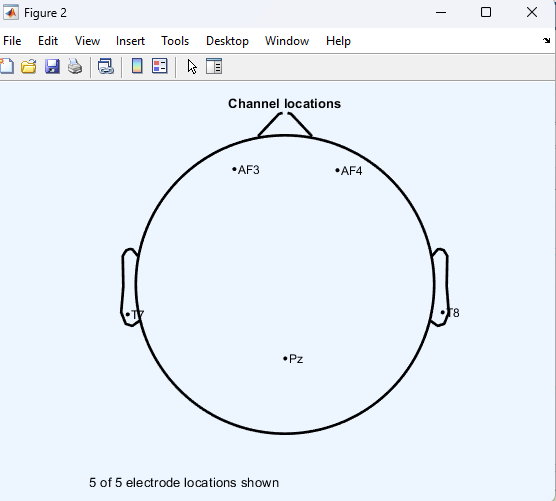 Figure 2
File Edit View Insert Tools Desktop Window Help
Channel locations
AF3 AF4
T7 T8
Pz
5 of 5 electrode locations shown